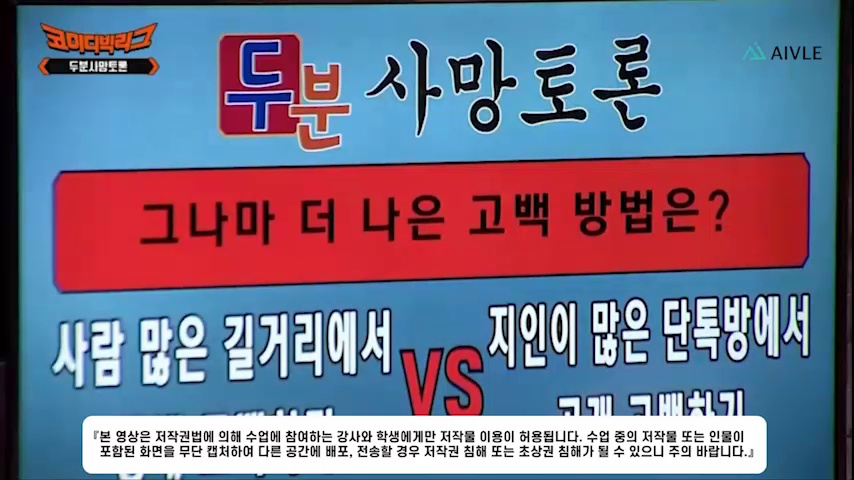 코미디빅리그
두분사망토론
AIVLE
두분 사망토론
그나마 더 나은 고백 방법은?
사람 많은 길거리에서
VS
지인이 많은 단톡방에서
공개 고백하기
『본 영상은 저작권법에 의해 수업에 참여하는 강사와 학생에게만 저작물 이용이 허용됩니다. 수업 중의 저작물 또는 인물이
포함된 화면을 무단 캡처하여 다른 공간에 배포, 전송할 경우 저작권 침해 또는 초상권 침해가 될 수 있으니 주의 바랍니다.』